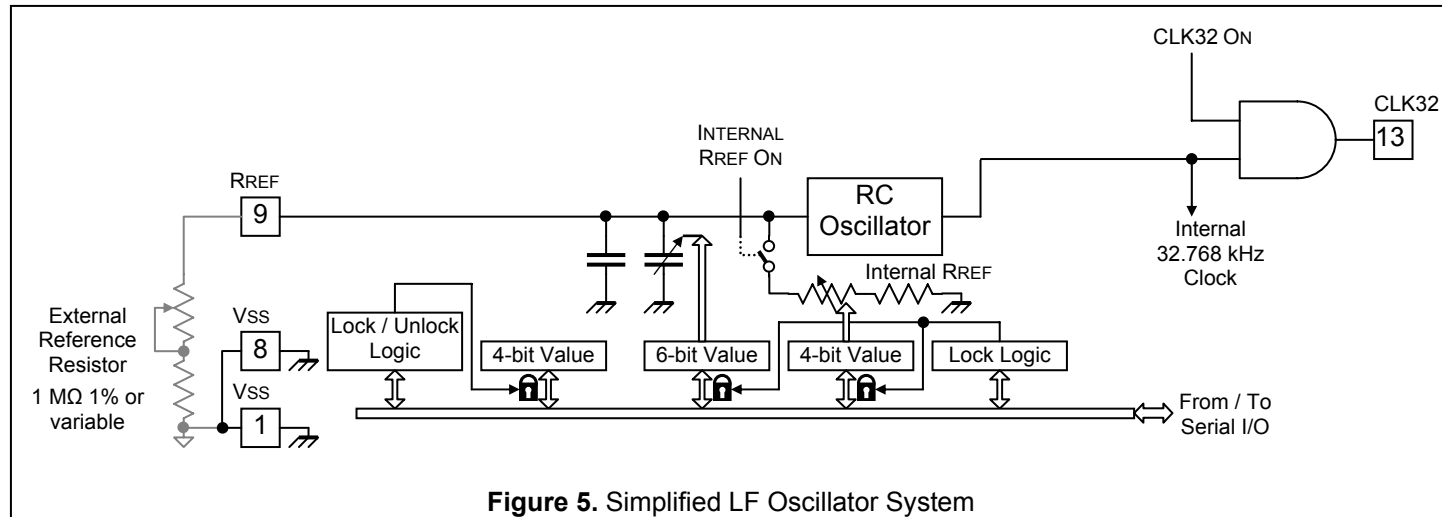 CLK32 ON
CLK32
13
INTERNAL
RREF ON
RREF
9
RC
Oscillator
Internal
32.768 kHz
Clock
Internal RREF
External
Reference
Resistor
1 MΩ 1% or
variable
VSS
8
VSS
1
Lock / Unlock
Logic
4-bit Value
6-bit Value
4-bit Value
Lock Logic
From / To
Serial I/O
Figure 5. Simplified LF Oscillator System